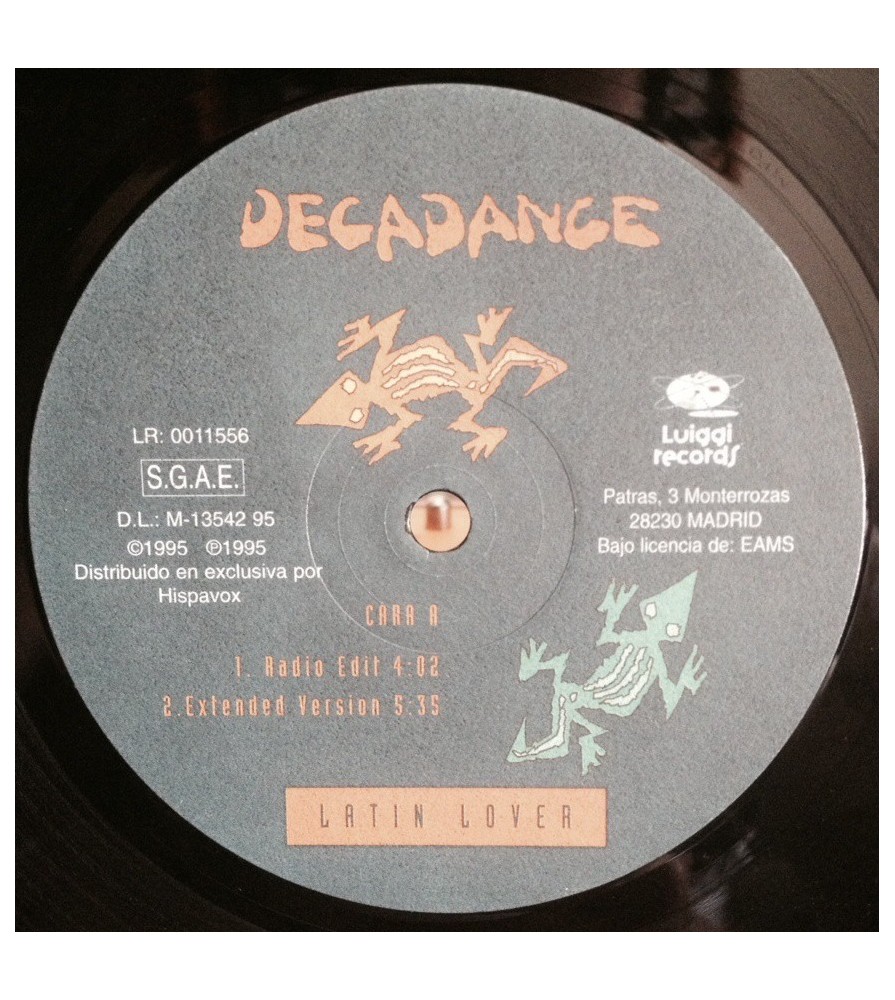 DECADANCE
LR: 0011556
S.G.A.E.
D.L.: M-13542 95
©1995 ℗1995
Distribuido en exclusiva por
Hispavox
Luiggi
records
Patras, 3 Monterrozas
28230 MADRID
Bajo licencia de: EAMS
CARA A
1. Radio Edit 4:02
2.Extended Version 5:35
LATIN LOVER